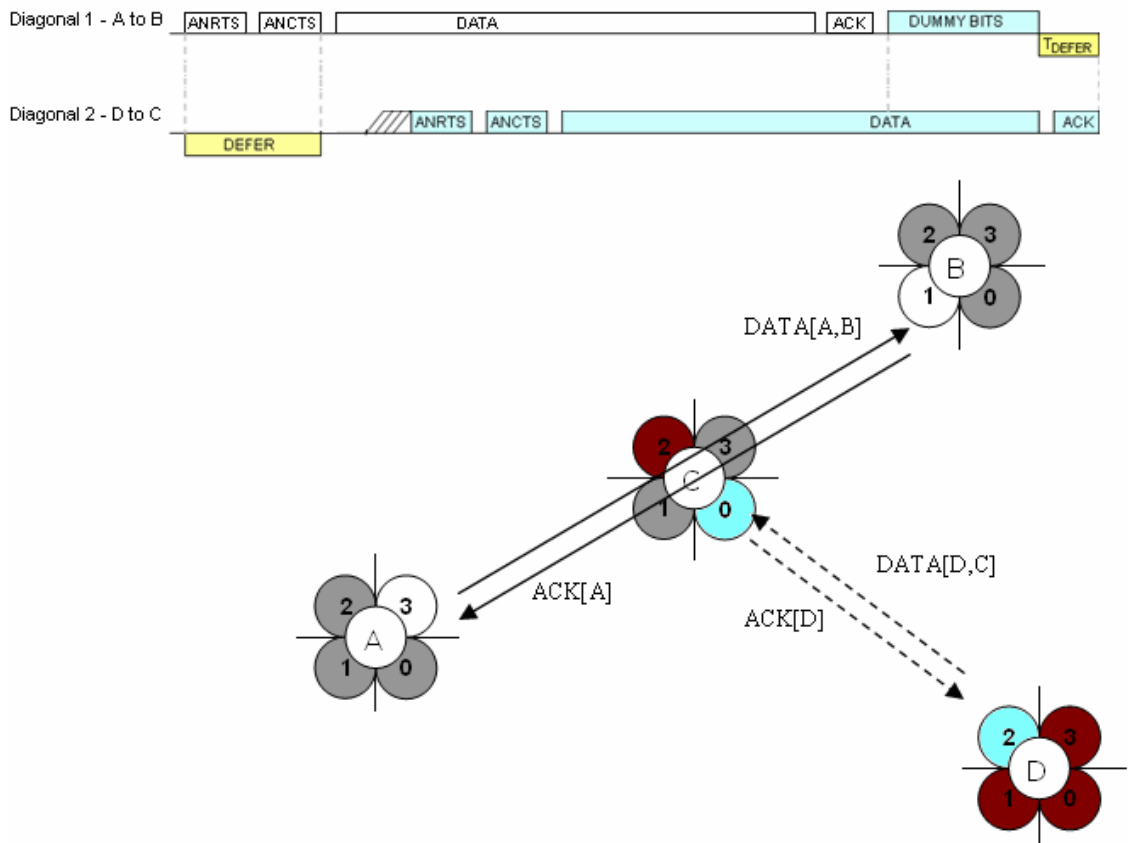 Diagonal 1 - A to B ANRTS ANCTS DATA ACK DUMMY BITS
TDEFER
Diagonal 2 - D to C ANRTS ANCTS DATA ACK
DEFER
2 3
B
1 0
DATA[A,B]
2 3
C
1 0
DATA[D,C]
ACK[A]
ACK[D]
2 3
A
1 0
2 3
D
1 0